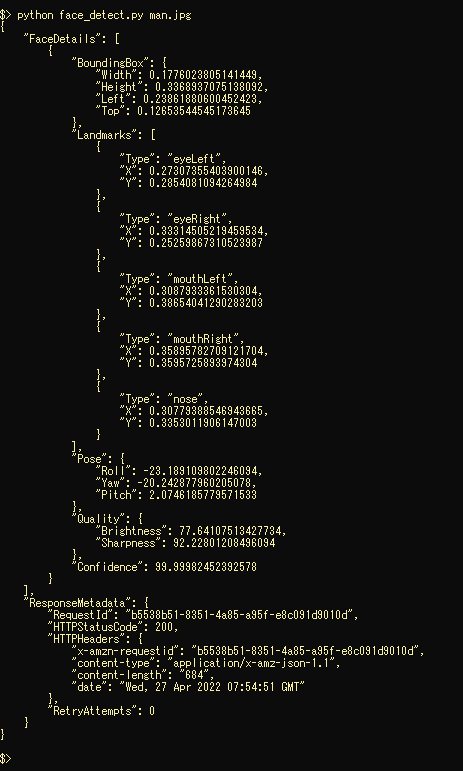 $> python face_detect.py man.jpg
{
    "FaceDetails": [
        {
            "BoundingBox": {
                "Width": 0.1776023805141449,
                "Height": 0.3368937075138092,
                "Left": 0.23861880600452423,
                "Top": 0.12653544545173645
            },
            "Landmarks": [
                {
                    "Type": "eyeLeft",
                    "X": 0.27307355403900146,
                    "Y": 0.2854081094264984
                },
                {
                    "Type": "eyeRight",
                    "X": 0.33314505219459534,
                    "Y": 0.25259867310523987
                },
                {
                    "Type": "mouthLeft",
                    "X": 0.3087933361530304,
                    "Y": 0.38654041290283203
                },
                {
                    "Type": "mouthRight",
                    "X": 0.35895782709121704,
                    "Y": 0.3595725893974304
                },
                {
                    "Type": "nose",
                    "X": 0.30779388546943665,
                    "Y": 0.3353011906147003
                }
            ],
            "Pose": {
                "Roll": -23.189109802246094,
                "Yaw": -20.242877960205078,
                "Pitch": 2.0746185779571533
            },
            "Quality": {
                "Brightness": 77.64107513427734,
                "Sharpness": 92.22801208496094
            },
            "Confidence": 99.99982452392578
        }
    ],
    "ResponseMetadata": {
        "RequestId": "b5538b51-8351-4a85-a95f-e8c091d9010d",
        "HTTPStatusCode": 200,
        "HTTPHeaders": {
            "x-amzn-requestid": "b5538b51-8351-4a85-a95f-e8c091d9010d",
            "content-type": "application/x-amz-json-1.1",
            "content-length": "684",
            "date": "Wed, 27 Apr 2022 07:54:51 GMT"
        },
        "RetryAttempts": 0
    }
}
$>